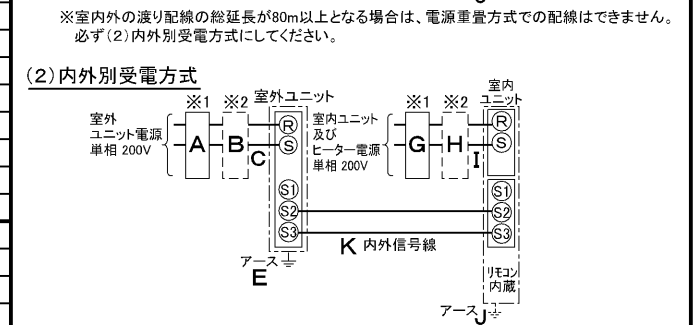 ※室内外の渡り配線の総延長が80m以上となる場合は、電源重畳方式での配線はできません。
必ず(2)内外別受電方式にしてください。
(2)内外別受電方式
※1 ※2 室外ユニット
室外
ユニット電源
単相 200V
A B C
R
S
S1
S2
S3
アース
E
※1 ※2
室内
ユニット
室内ユニット
及び
ヒーター電源
単相 200V
G H I
R
S
S1
S2
S3
K 内外信号線
リモコン
内蔵
アース J